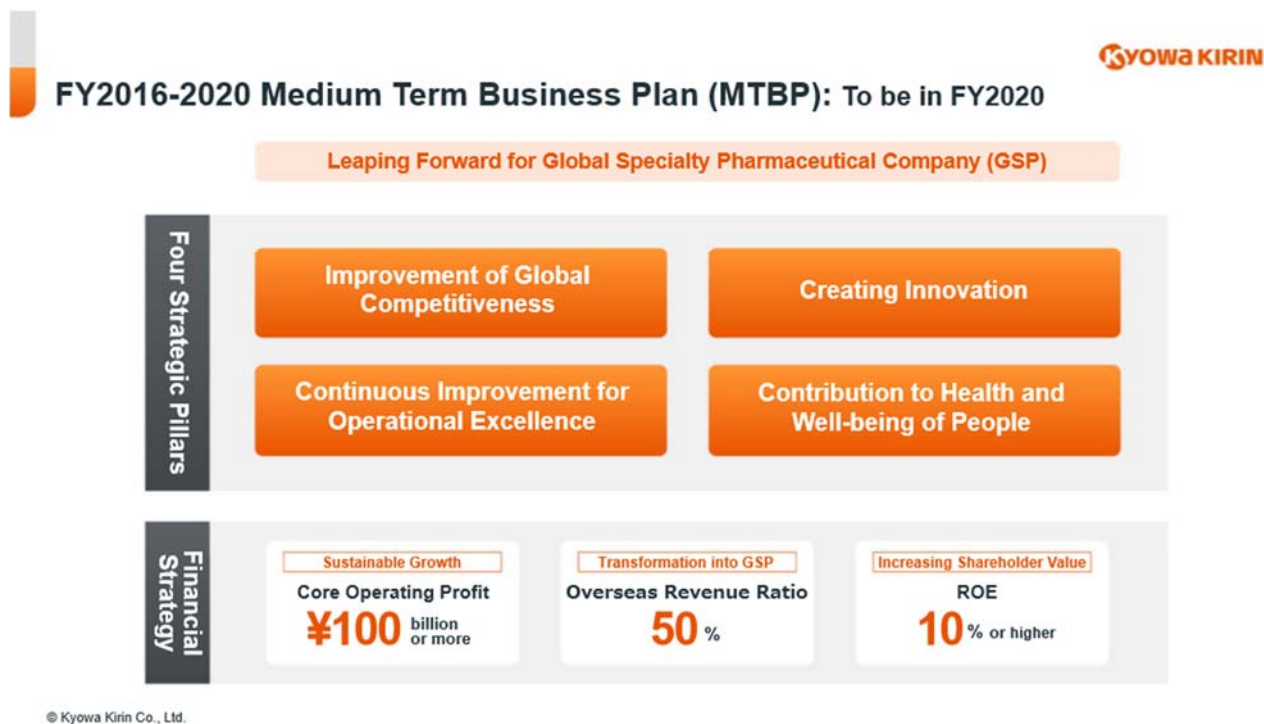 KYOWA KIRIN
FY2016-2020 Medium Term Business Plan (MTBP): To be in FY2020
Leaping Forward for Global Specialty Pharmaceutical Company (GSP)
Four Strategic Pillars
Improvement of Global
Competitiveness
Creating Innovation
Continuous Improvement for
Operational Excellence
Contribution to Health and
Well-being of People
Financial
Strategy
Sustainable Growth
Core Operating Profit
¥100 billion
or more
Transformation into GSP
Overseas Revenue Ratio
50 %
Increasing Shareholder Value
ROE
10 % or higher
© Kyowa Kirin Co., Ltd.